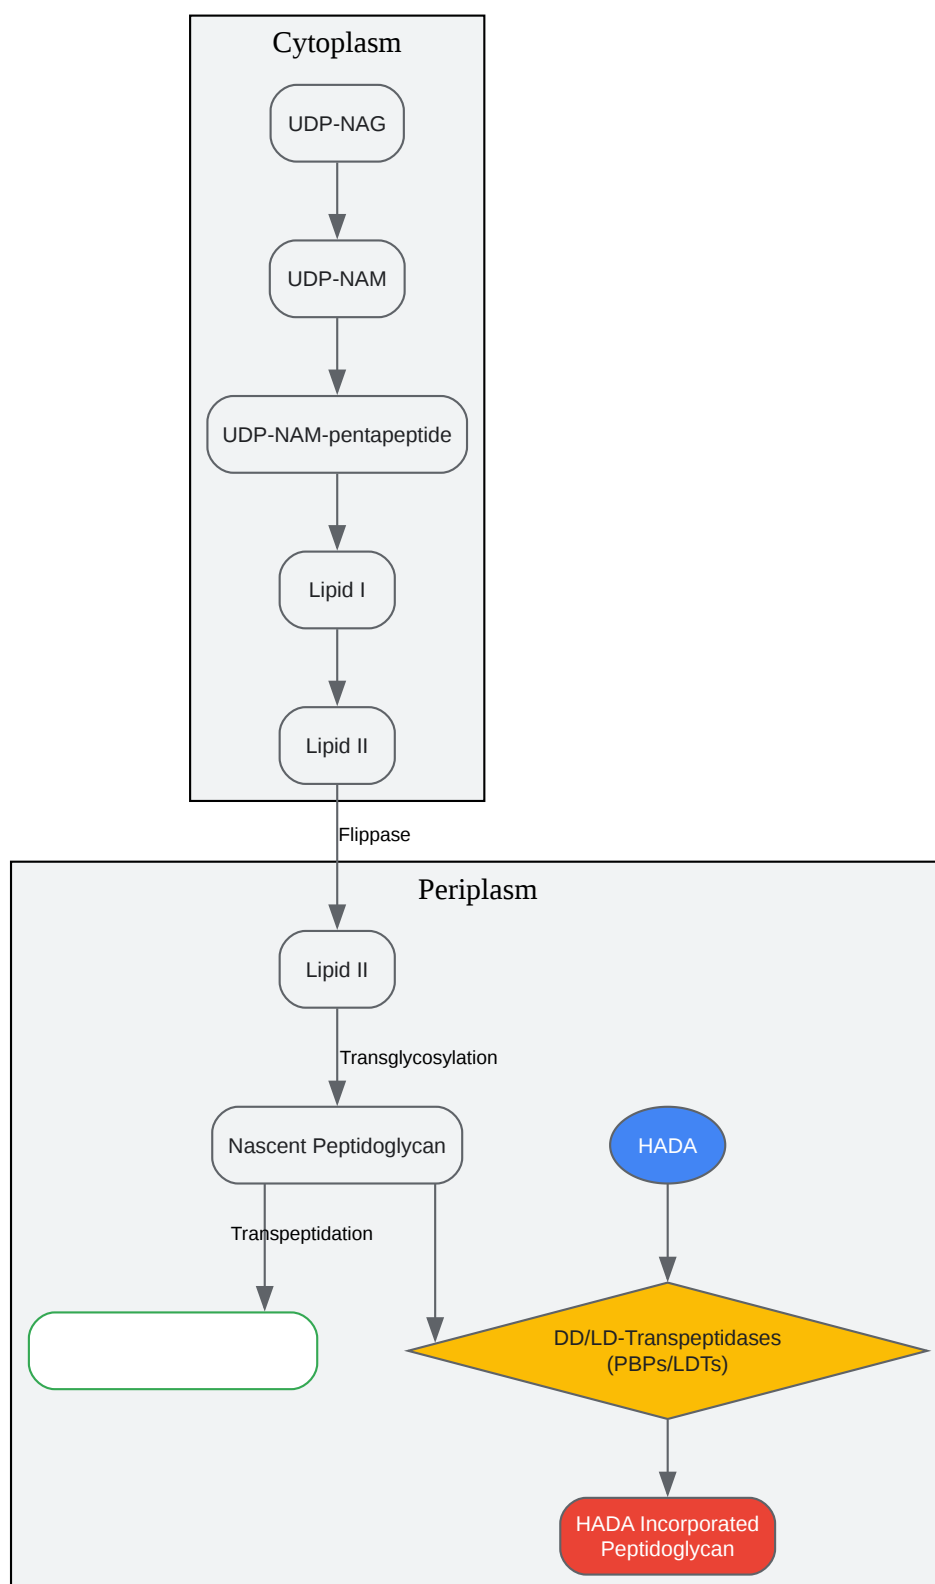 Cytoplasm
UDP-NAG
UDP-NAM
UDP-NAM-pentapeptide
Lipid I
Lipid II
Flippase
Periplasm
Lipid II
Transglycosylation
Nascent Peptidoglycan
HADA
Transpeptidation
DD/LD-Transpeptidases
(PBPs/LDTs)
HADA Incorporated
Peptidoglycan